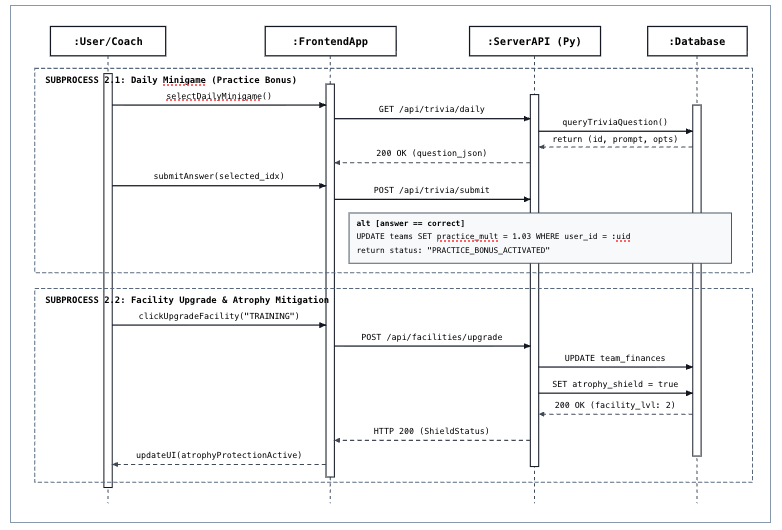 :User/Coach
:FrontendApp
:ServerAPI (Py)
:Database
SUBPROCESS 2.1: Daily Minigame (Practice Bonus)
selectDailyMinigame()
GET /api/trivia/daily
queryTriviaQuestion()
return (id, prompt, opts)
200 OK (question_json)
submitAnswer(selected_idx)
POST /api/trivia/submit
alt [answer == correct]
UPDATE teams SET practice_mult = 1.03 WHERE user_id = :uid
return status: "PRACTICE_BONUS_ACTIVATED"
SUBPROCESS 2.2: Facility Upgrade & Atrophy Mitigation
clickUpgradeFacility("TRAINING")
POST /api/facilities/upgrade
UPDATE team_finances
SET atrophy_shield = true
200 OK (facility_lvl: 2)
HTTP 200 (ShieldStatus)
updateUI(atrophyProtectionActive)